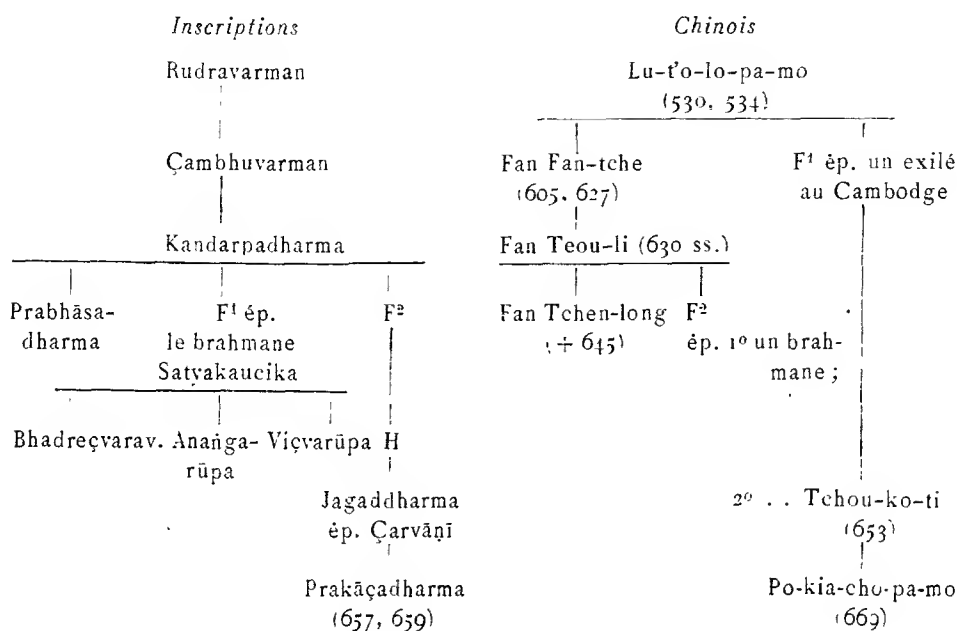 Inscriptions
Rudravarman
Çambhuvarman
Kandarpadharma
Prabhāsa-
dharma
F¹ ép.
le brahmane
Satyakaucika
F²
Bhadreçvarav. Anaṅga- Viçvarūpa H
rūpa
Jagaddharma
ép. Çarvāṇī
Prakāçadharma
(657, 659)
Chinois
Lu-t'o-lo-pa-mo
(530, 534)
Fan Fan-tche
(605, 627)
F¹ ép. un exilé
au Cambodge
Fan Teou-li (630 ss.)
Fan Tchen-long
(+ 645)
F²
ép. 1º un brah-
mane ;
2º . . Tchou-ko-ti
(653)
Po-kia-cho-pa-mo
(669)